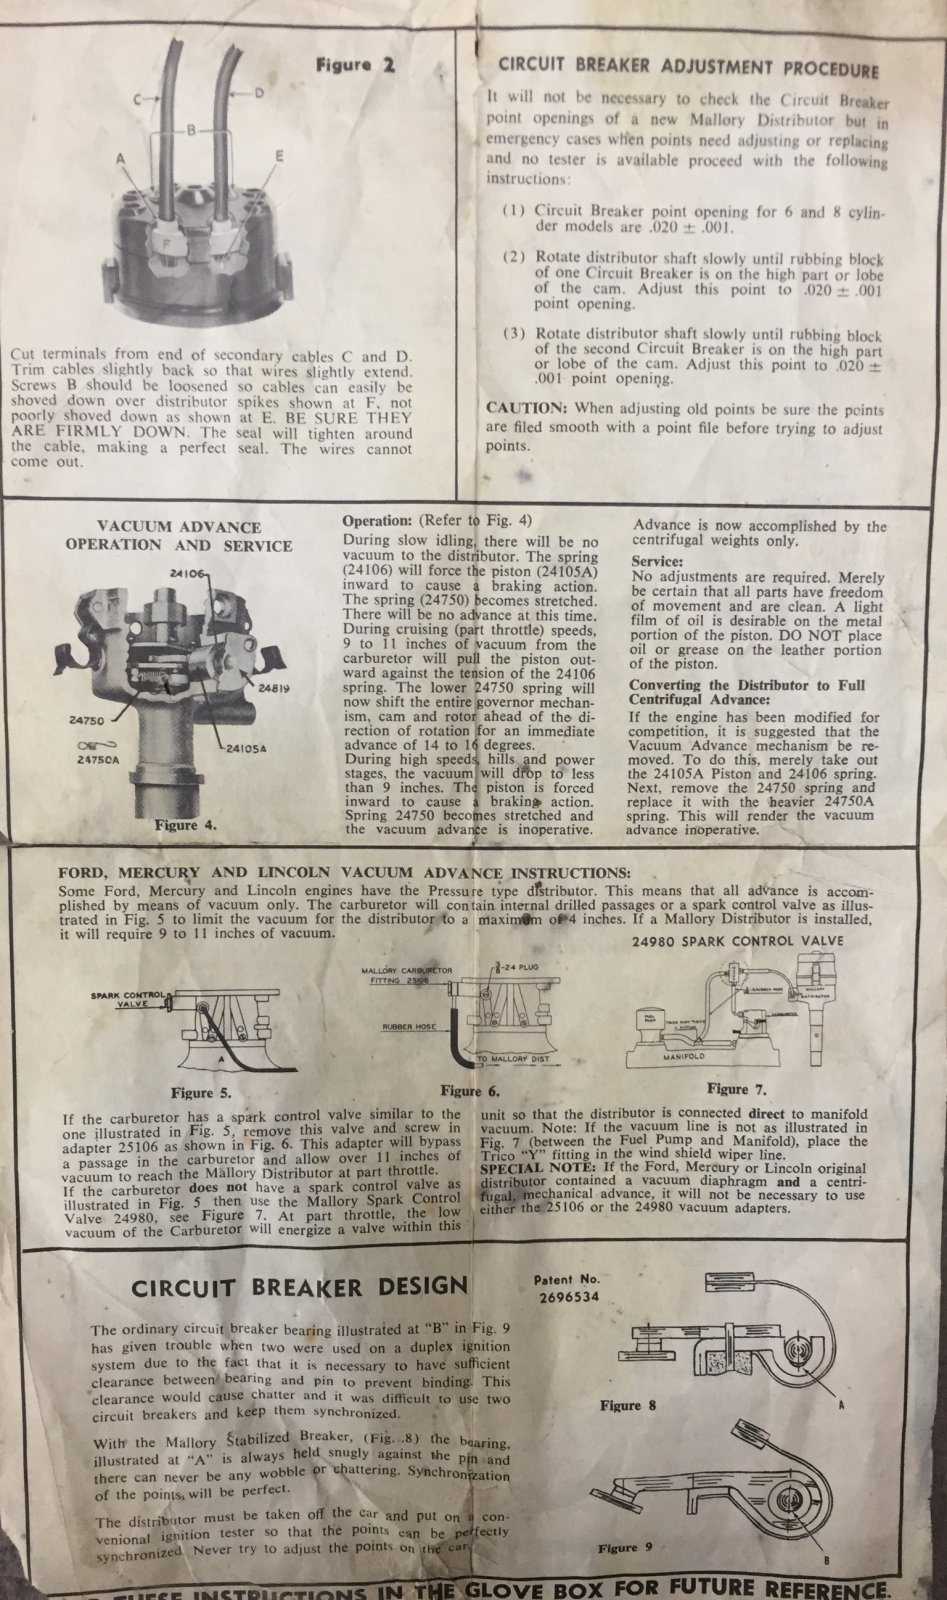 Figure 2
C
D
B
A
E
F
Cut terminals from end of secondary cables C and D.
Trim cables slightly back so that wires slightly extend.
Screws B should be loosened so cables can easily be
shoved down over distributor spikes shown at F, not
poorly shoved down as shown at E. BE SURE THEY
ARE FIRMLY DOWN. The seal will tighten around
the cable, making a perfect seal. The wires cannot
come out.
CIRCUIT BREAKER ADJUSTMENT PROCEDURE
It will not be necessary to check the Circuit Breaker
point openings of a new Mallory Distributor but in
emergency cases when points need adjusting or replacing
and no tester is available proceed with the following
instructions:
(1) Circuit Breaker point opening for 6 and 8 cylin-
der models are .020 ± .001.
(2) Rotate distributor shaft slowly until rubbing block
of one Circuit Breaker is on the high part or lobe
of the cam. Adjust this point to .020 ± .001
point opening.
(3) Rotate distributor shaft slowly until rubbing block
of the second Circuit Breaker is on the high part
or lobe of the cam. Adjust this point to .020 ±
.001 point opening.
CAUTION: When adjusting old points be sure the points
are filed smooth with a point file before trying to adjust
points.
VACUUM ADVANCE
OPERATION AND SERVICE
24106
24819
24750
24105A
24750A
Figure 4.
Operation: (Refer to Fig. 4)
During slow idling, there will be no
vacuum to the distributor. The spring
(24106) will force the piston (24105A)
inward to cause a braking action.
The spring (24750) becomes stretched.
There will be no advance at this time.
During cruising (part throttle) speeds,
9 to 11 inches of vacuum from the
carburetor will pull the piston out-
ward against the tension of the 24106
spring. The lower 24750 spring will
now shift the entire governor mechan-
ism, cam and rotor ahead of the di-
rection of rotation for an immediate
advance of 14 to 16 degrees.
During high speeds, hills and power
stages, the vacuum will drop to less
than 9 inches. The piston is forced
inward to cause a braking action.
Spring 24750 becomes stretched and
the vacuum advance is inoperative.
Advance is now accomplished by the
centrifugal weights only.
Service:
No adjustments are required. Merely
be certain that all parts have freedom
of movement and are clean. A light
film of oil is desirable on the metal
portion of the piston. DO NOT place
oil or grease on the leather portion
of the piston.
Converting the Distributor to Full
Centrifugal Advance:
If the engine has been modified for
competition, it is suggested that the
Vacuum Advance mechanism be re-
moved. To do this, merely take out
the 24105A Piston and 24106 spring.
Next, remove the 24750 spring and
replace it with the heavier 24750A
spring. This will render the vacuum
advance inoperative.
FORD, MERCURY AND LINCOLN VACUUM ADVANCE INSTRUCTIONS:
Some Ford, Mercury and Lincoln engines have the Pressure type distributor. This means that all advance is accom-
plished by means of vacuum only. The carburetor will contain internal drilled passages or a spark control valve as illus-
trated in Fig. 5 to limit the vacuum for the distributor to a maximum of 4 inches. If a Mallory Distributor is installed,
it will require 9 to 11 inches of vacuum.
24980 SPARK CONTROL VALVE
SPARK CONTROL
VALVE
A
Figure 5.
MALLORY CARBURETOR
FITTING 25106
3/8-24 PLUG
RUBBER HOSE
TO MALLORY DIST
Figure 6.
FUEL
PUMP
RUBBER HOSE
MALLORY
DISTRIBUTOR
CARBURETOR
MANIFOLD
Figure 7.
If the carburetor has a spark control valve similar to the
one illustrated in Fig. 5, remove this valve and screw in
adapter 25106 as shown in Fig. 6. This adapter will bypass
a passage in the carburetor and allow over 11 inches of
vacuum to reach the Mallory Distributor at part throttle.
If the carburetor does not have a spark control valve as
illustrated in Fig. 5 then use the Mallory Spark Control
Valve 24980, see Figure 7. At part throttle, the low
vacuum of the Carburetor will energize a valve within this
unit so that the distributor is connected direct to manifold
vacuum. Note: If the vacuum line is not as illustrated in
Fig. 7 (between the Fuel Pump and Manifold), place the
Trico "Y" fitting in the wind shield wiper line.
SPECIAL NOTE: If the Ford, Mercury or Lincoln original
distributor contained a vacuum diaphragm and a centri-
fugal, mechanical advance, it will not be necessary to use
either the 25106 or the 24980 vacuum adapters.
CIRCUIT BREAKER DESIGN
The ordinary circuit breaker bearing illustrated at "B" in Fig. 9
has given trouble when two were used on a duplex ignition
system due to the fact that it is necessary to have sufficient
clearance between bearing and pin to prevent binding. This
clearance would cause chatter and it was difficult to use two
circuit breakers and keep them synchronized.
With the Mallory Stabilized Breaker, (Fig. 8) the bearing,
illustrated at "A" is always held snugly against the pin and
there can never be any wobble or chattering. Synchronization
of the points will be perfect.
The distributor must be taken off the car and put on a con-
venional ignition tester so that the points can be perfectly
synchronized. Never try to adjust the points on the car.
Patent No.
2696534
Figure 8
A
Figure 9
B
THESE INSTRUCTIONS IN THE GLOVE BOX FOR FUTURE REFERENCE.